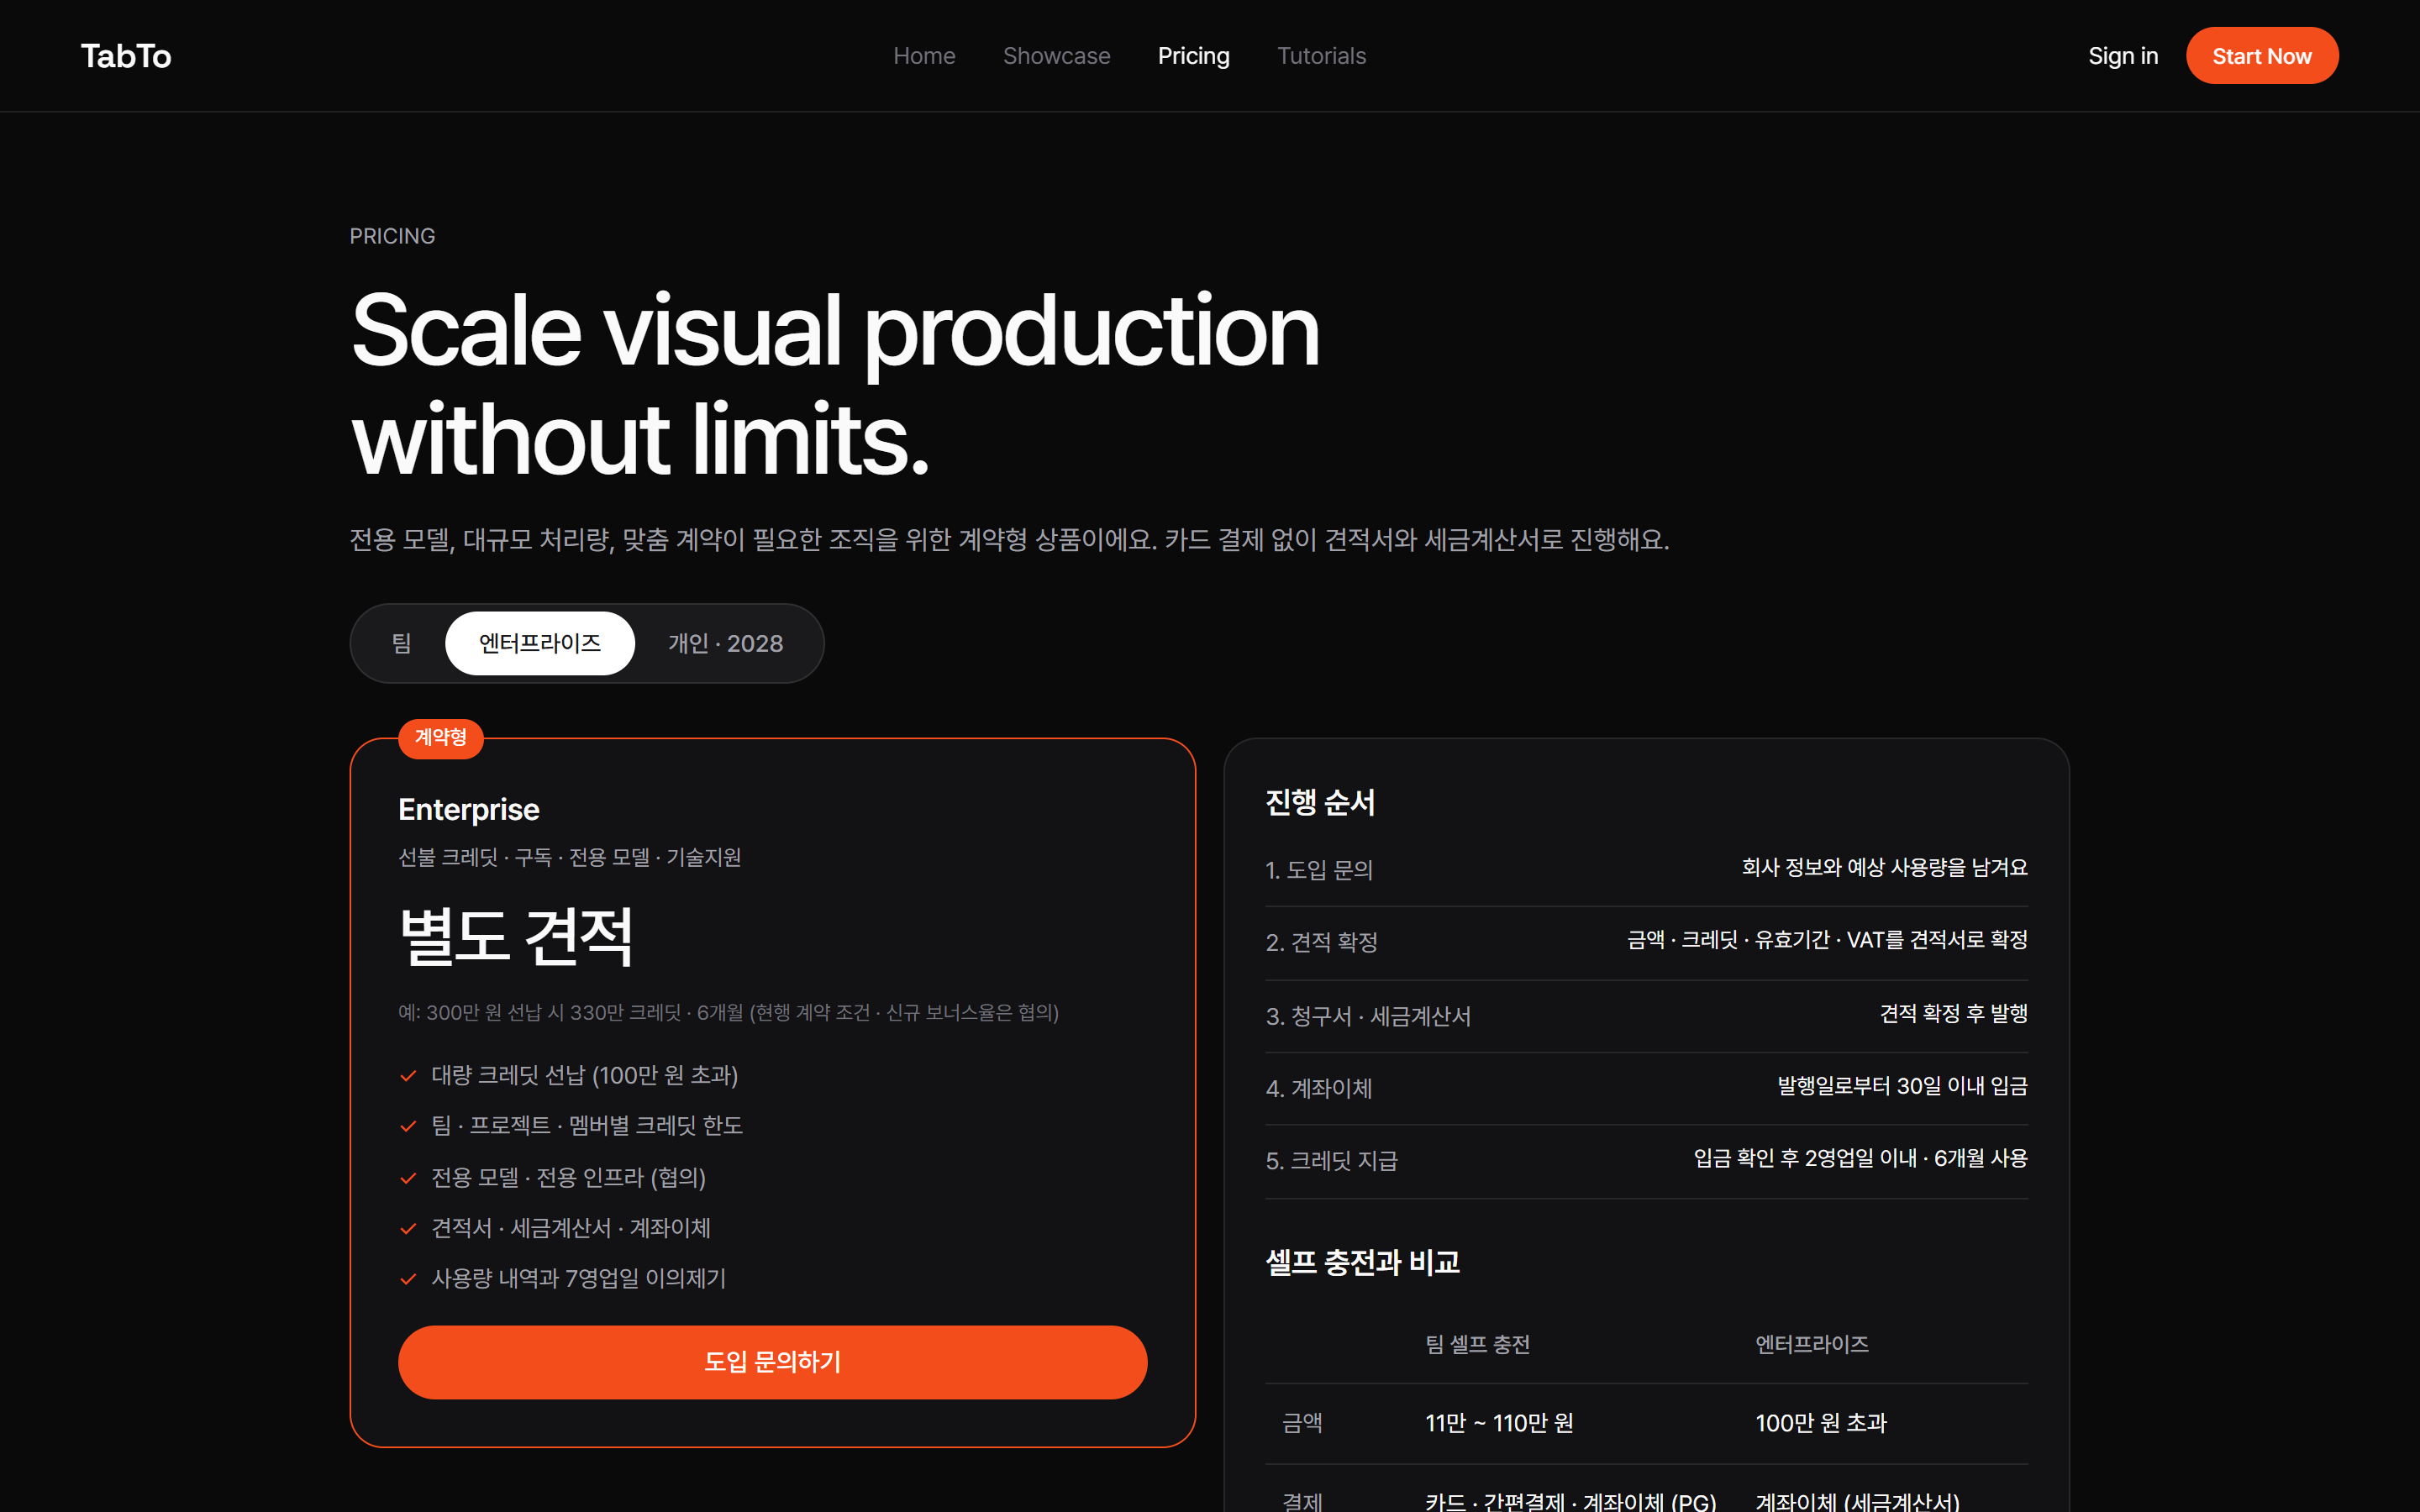 TabTo
Home
Showcase
Pricing
Tutorials
Sign in
Start Now
PRICING
Scale visual production
without limits.
전용 모델, 대규모 처리량, 맞춤 계약이 필요한 조직을 위한 계약형 상품이에요. 카드 결제 없이 견적서와 세금계산서로 진행해요.
팀
엔터프라이즈
개인 · 2028
계약형
Enterprise
선불 크레딧 · 구독 · 전용 모델 · 기술지원
별도 견적
예: 300만 원 선납 시 330만 크레딧 · 6개월 (현행 계약 조건 · 신규 보너스율은 협의)
대량 크레딧 선납 (100만 원 초과)
팀 · 프로젝트 · 멤버별 크레딧 한도
전용 모델 · 전용 인프라 (협의)
견적서 · 세금계산서 · 계좌이체
사용량 내역과 7영업일 이의제기
도입 문의하기
진행 순서
1. 도입 문의 회사 정보와 예상 사용량을 남겨요
2. 견적 확정 금액 · 크레딧 · 유효기간 · VAT를 견적서로 확정
3. 청구서 · 세금계산서 견적 확정 후 발행
4. 계좌이체 발행일로부터 30일 이내 입금
5. 크레딧 지급 입금 확인 후 2영업일 이내 · 6개월 사용
셀프 충전과 비교
팀 셀프 충전 엔터프라이즈
금액 11만 ~ 110만 원 100만 원 초과
결제 카드 · 간편결제 · 계좌이체 (PG) 계좌이체 (세금계산서)